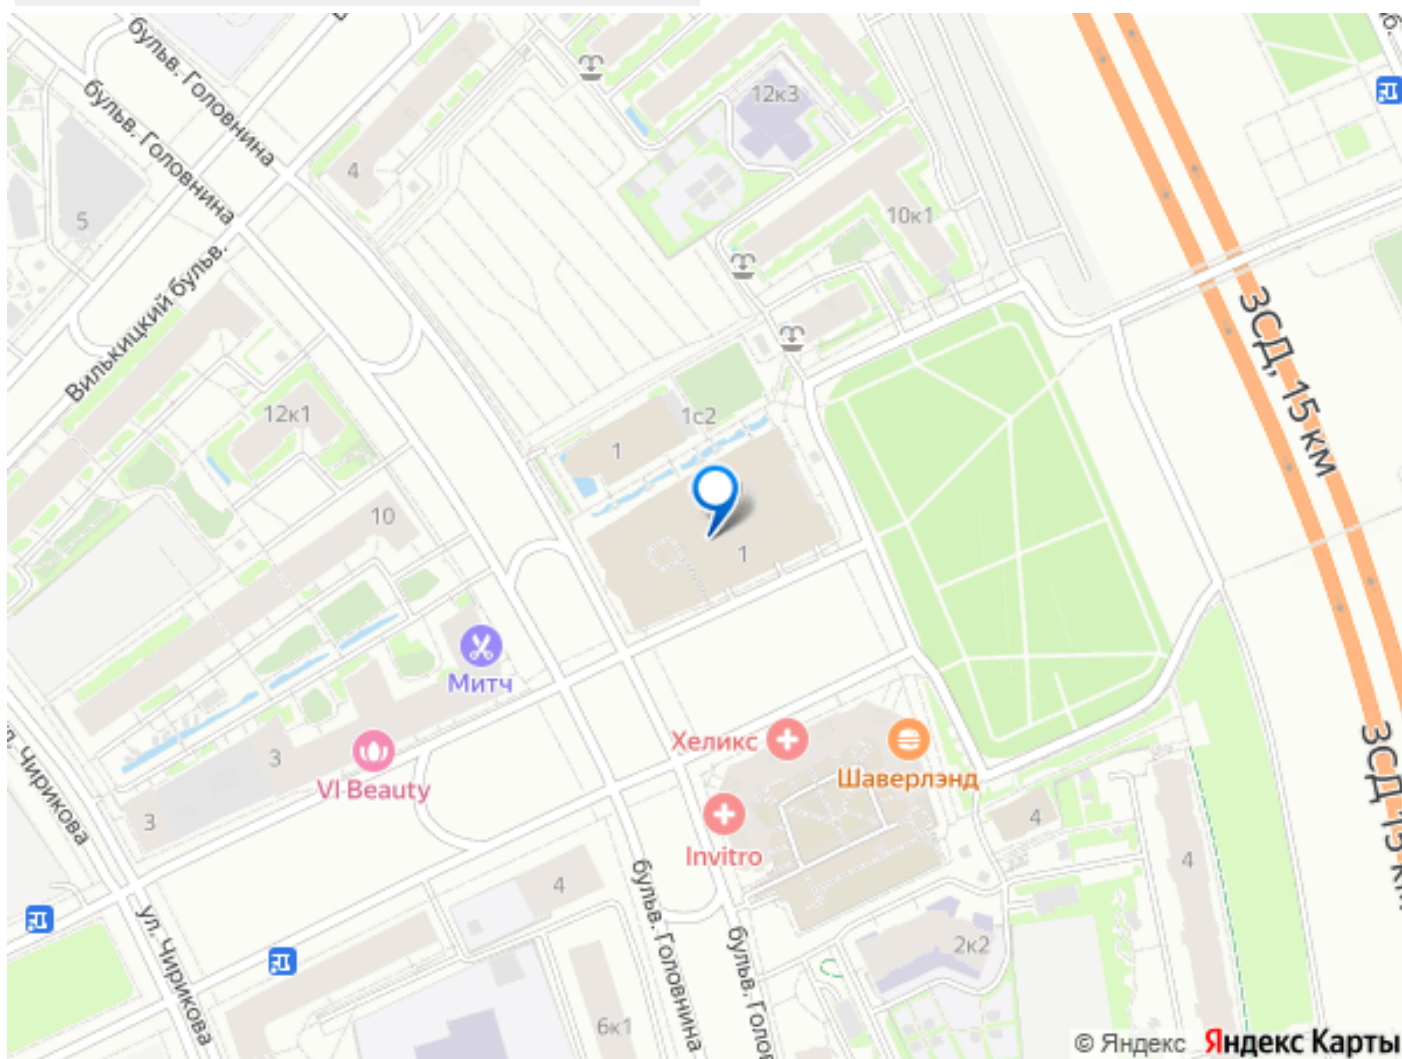 бульв. Головнина
бульв. Головнина
12к3
4
5
10к1
Вилькицкий бульв.
ЗСД, 15 км
12к1
1с2
1
10
1
Митч
Хеликс
3
VI Beauty
Шаверлэнд
ЗСД 15 км
ул. Чирикова
3
Invitro
4
4
4
ул. Чирикова
бульв. Головнина
бульв. Голов
2к2
6к1
© Яндекс Яндекс Карты